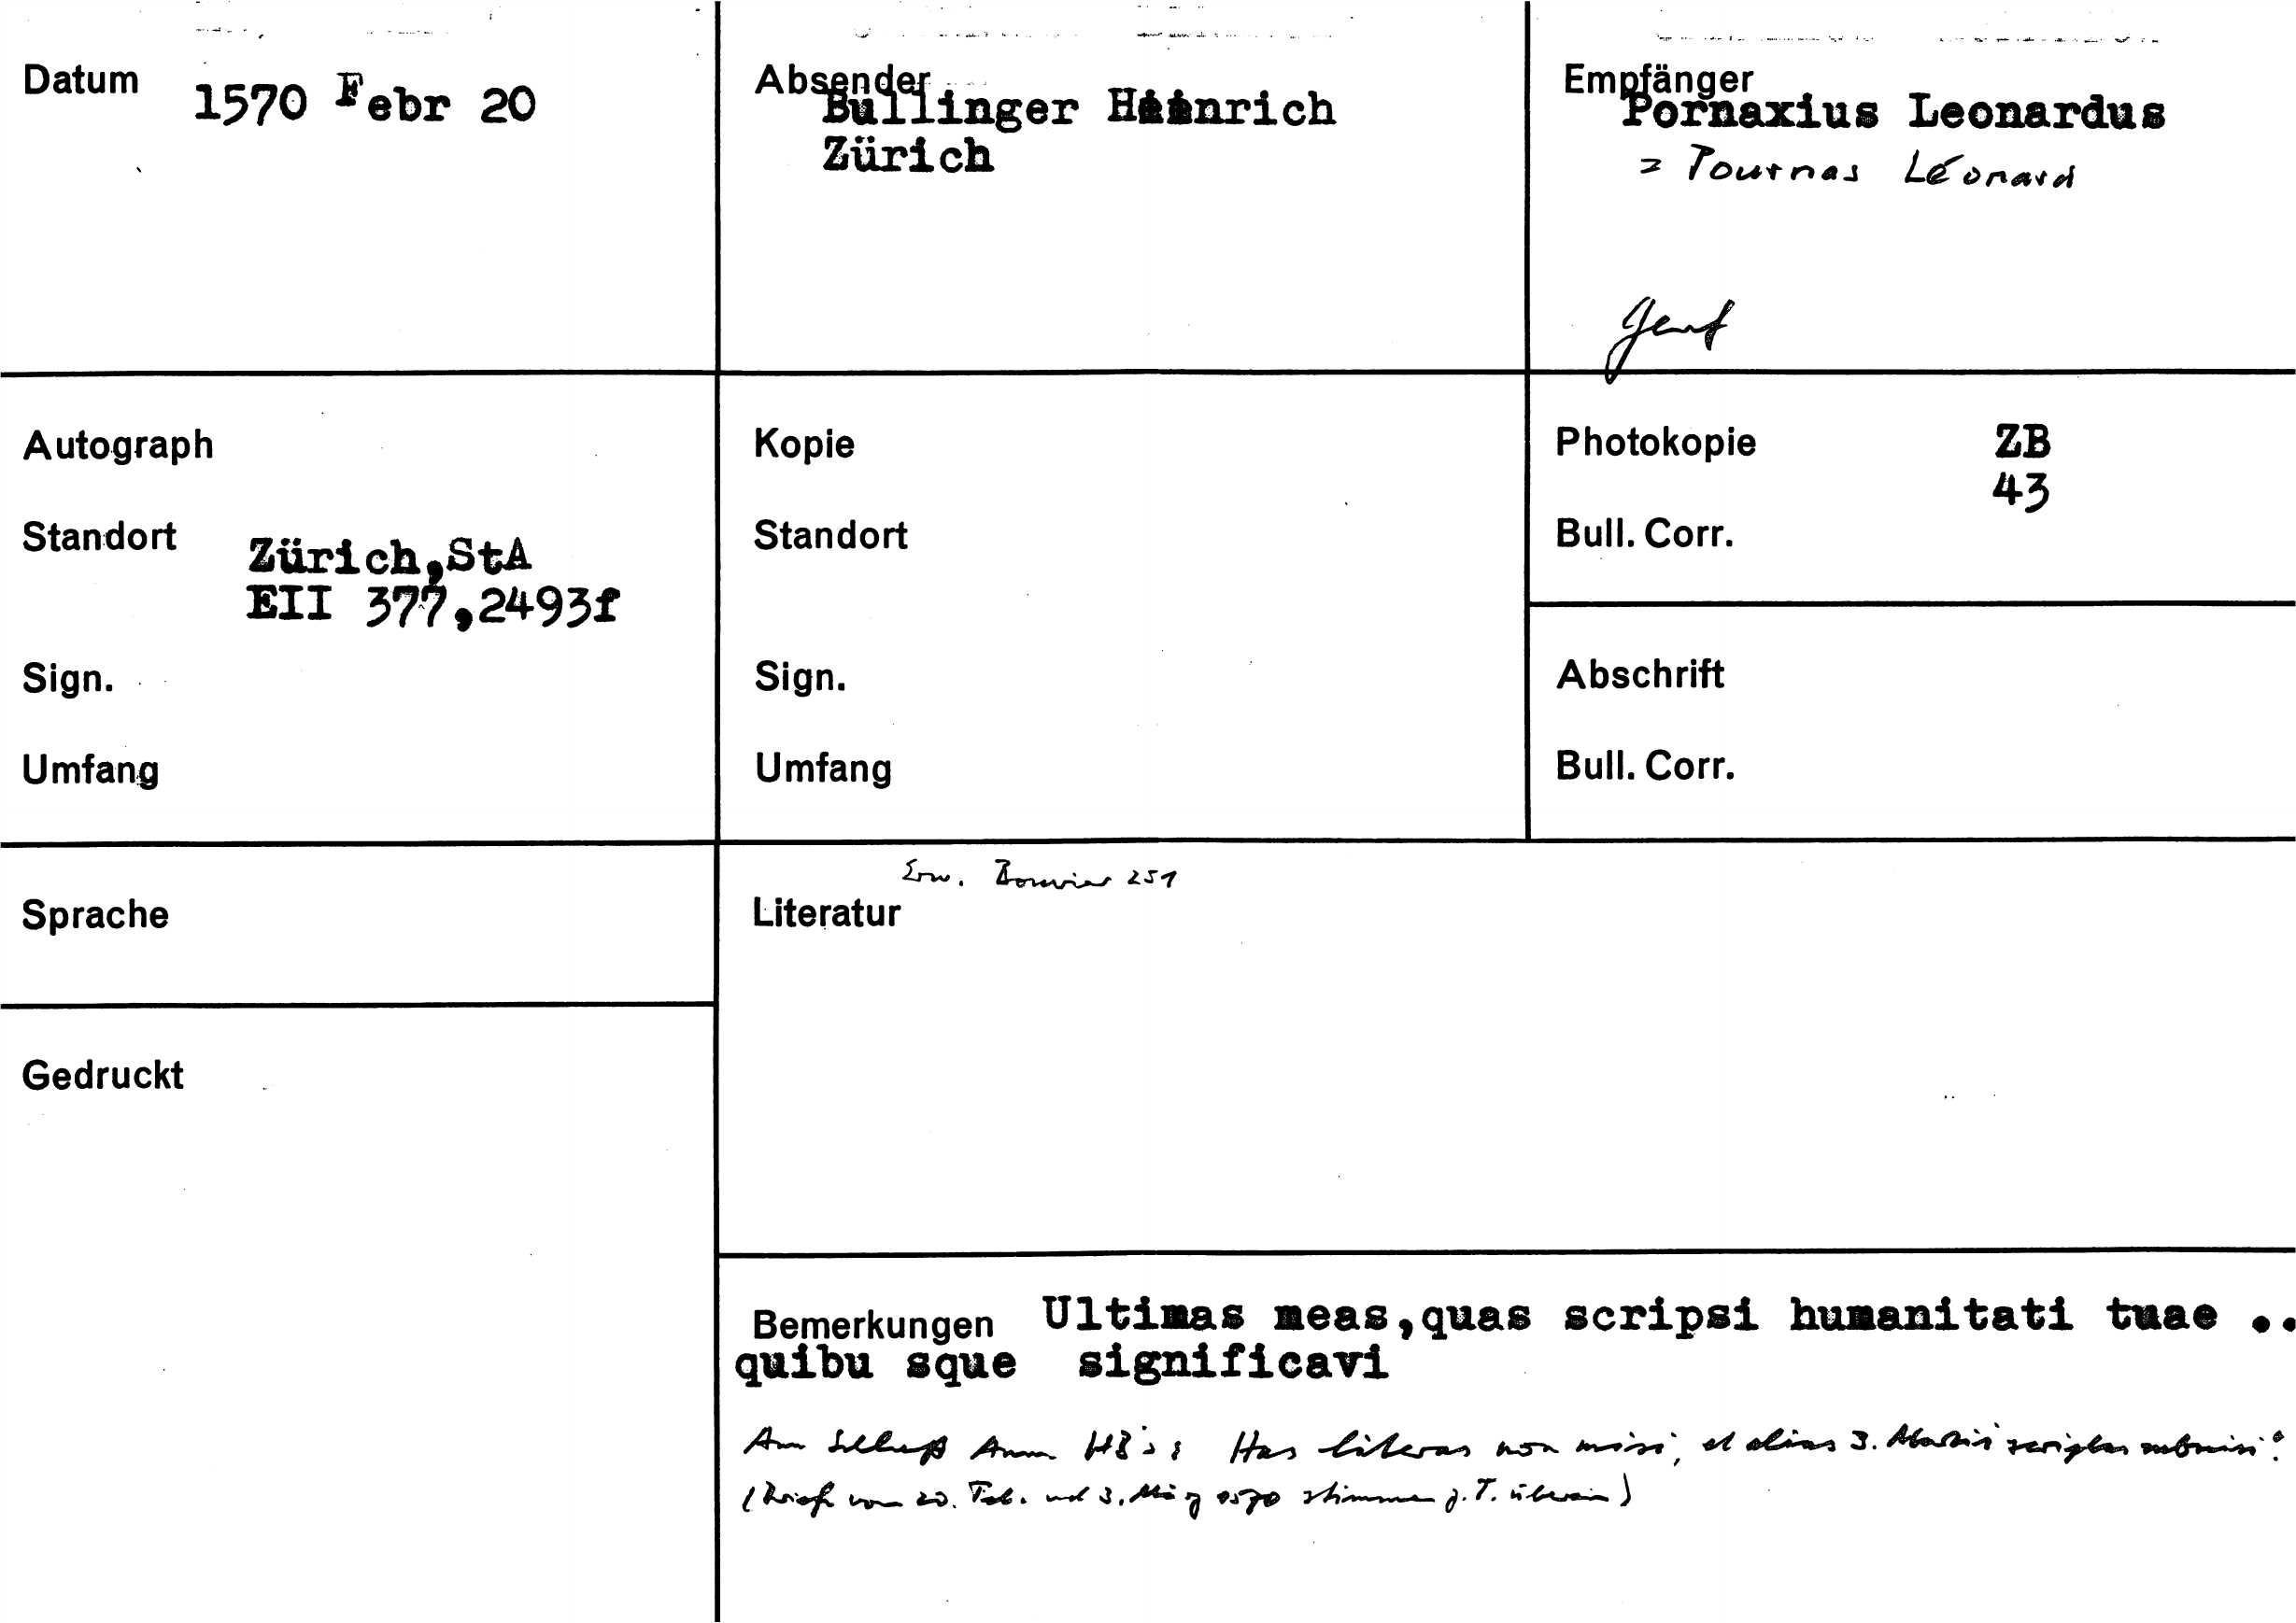 Datum 1570 Febr 20
Absender
Bullinger Heinrich
Zürich
Empfänger
Pornaxius Leonardus
= Pournas Léonard
Genf
Autograph
Standort Zürich,StA
EII 377,2493f
Sign.
Umfang
Kopie
Standort
Sign.
Umfang
Photokopie ZB
43
Bull. Corr.
Abschrift
Bull. Corr.
Sprache
Erw. Bouvier 251
Literatur
Gedruckt
Bemerkungen Ultimas meas,quas scripsi humanitati tuae ..
quibu sque significavi
Am Schluß Anm. HB's: Has literas non misi, et alias 3. Martii scriptas submisi!
(Briefe vom 20. Feb. und 3. März 1570 stimmen z. T. überein)